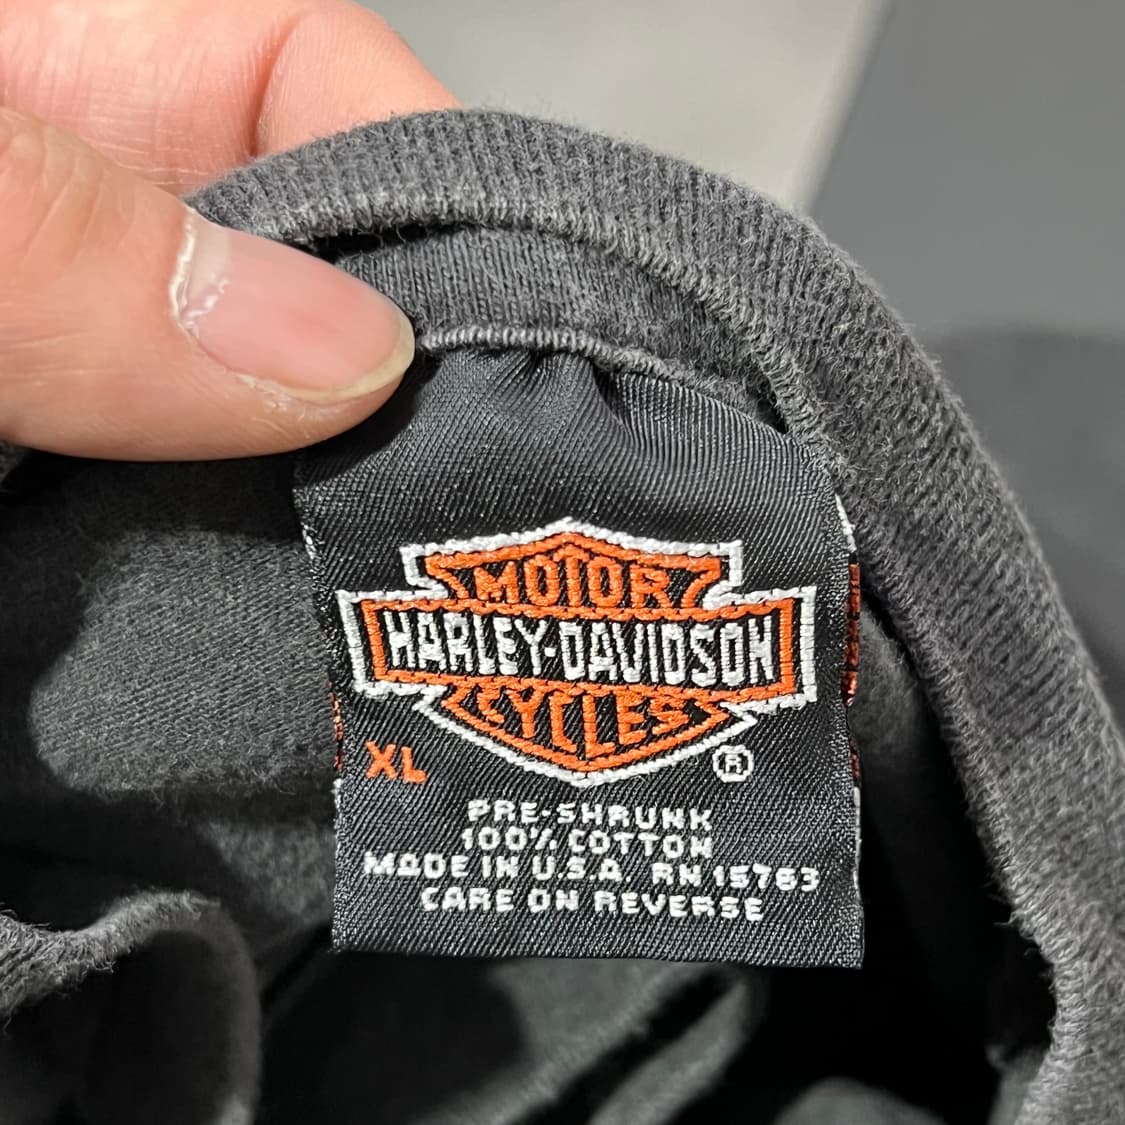 MOTOR
HARLEY-DAVIDSON
CYCLES
XL
®
PRE-SHRUNK
100% COTTON
MADE IN U.S.A. RN 15763
CARE ON REVERSE